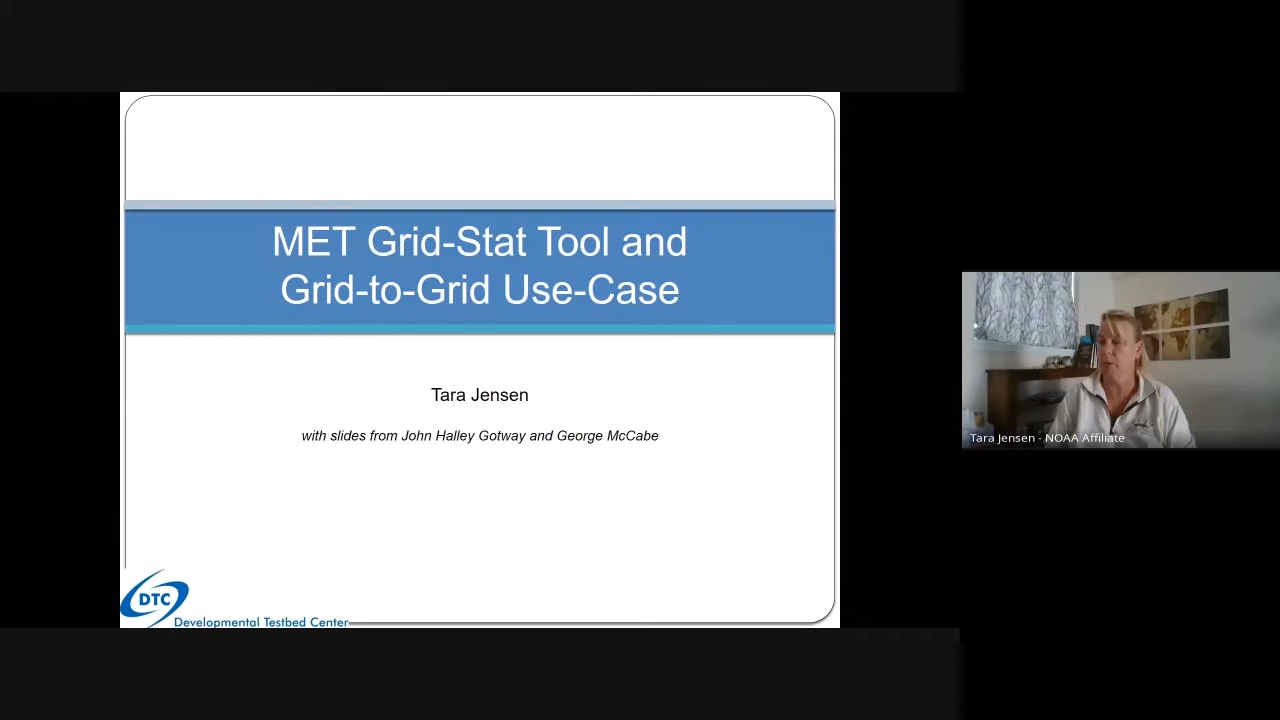 MET Grid-Stat Tool and
Grid-to-Grid Use-Case
Tara Jensen
with slides from John Halley Gotway and George McCabe
DTC
Developmental Testbed Center
Tara Jensen - NOAA Affiliate